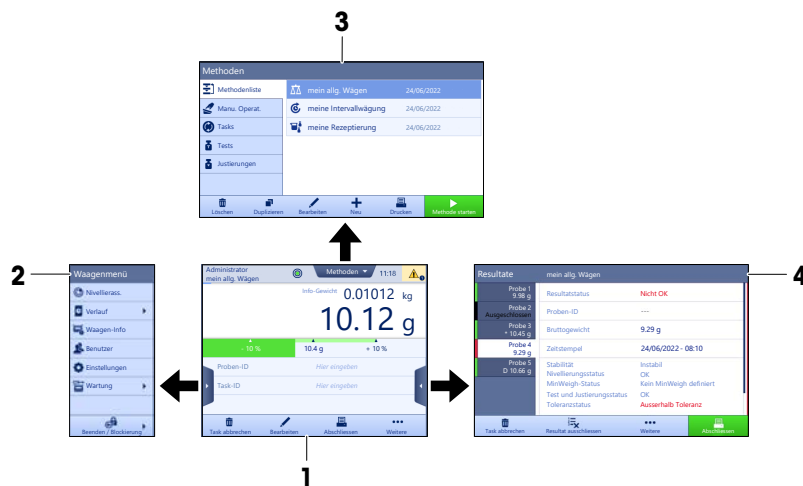 3
Methoden
Methodenliste
Manu. Operat.
Tasks
Tests
Justierungen
mein allg. Wägen 24/06/2022
meine Intervallwägung 24/06/2022
meine Rezeptierung 24/06/2022
Löschen Duplizieren Bearbeiten Neu Drucken Methode starten
2
Waagenmenü
Nivellierass.
Verlauf
Waagen-Info
Benutzer
Einstellungen
Wartung
Beenden / Blockierung
Administrator
mein allg. Wägen
Methoden 11:18
Info-Gewicht 0.01012 kg
10.12 g
- 10 % 10.4 g + 10 %
Proben-ID Hier eingeben
Task-ID Hier eingeben
Task abbrechen Bearbeiten Abschliessen Weitere
1
4
Resultate mein allg. Wägen
Probe 1
9.98 g
Probe 2
Ausgeschlossen
Probe 3
* 10.45 g
Probe 4
9.29 g
Probe 5
D 10.66 g
Resultatstatus Nicht OK
Proben-ID ---
Bruttogewicht 9.29 g
Zeitstempel 24/06/2022 - 08:10
Stabilität Instabil
Nivellierungsstatus OK
MinWeigh-Status Kein MinWeigh definiert
Test und Justierungsstatus OK
Toleranzstatus Ausserhalb Toleranz
Task abbrechen Resultat ausschliessen Weitere Abschliessen